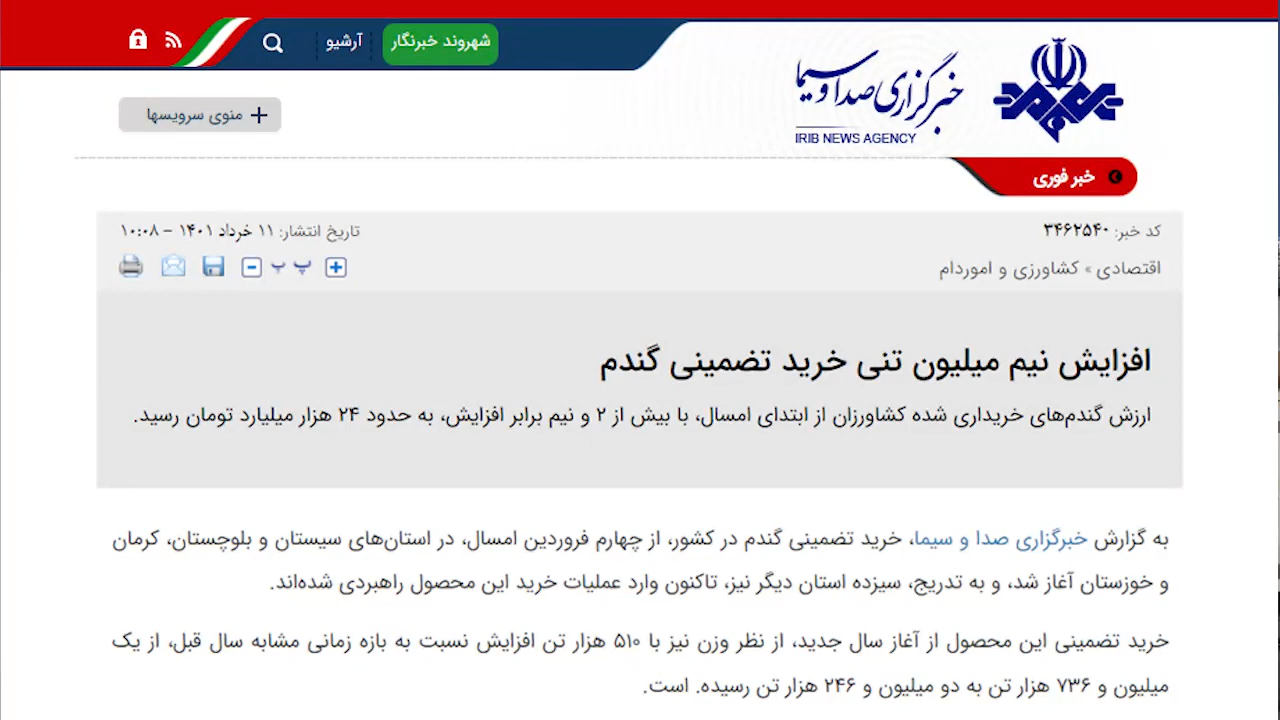 شهروند خبرنگار
آرشیو
خبرگزاری صدا و سیما
IRIB NEWS AGENCY
منوی سرویسها
خبر فوری
کد خبر: ۳۴۶۲۵۴۰
تاریخ انتشار: ۱۱ خرداد ۱۴۰۱ – ۱۰:۰۸
اقتصادی » کشاورزی و اموردام
پ پ
افزایش نیم میلیون تنی خرید تضمینی گندم
ارزش گندم‌های خریداری شده کشاورزان از ابتدای امسال، با بیش از ۲ و نیم برابر افزایش، به حدود ۲۴ هزار میلیارد تومان رسید.
به گزارش خبرگزاری صدا و سیما، خرید تضمینی گندم در کشور، از چهارم فروردین امسال، در استان‌های سیستان و بلوچستان، کرمان
و خوزستان آغاز شد، و به تدریج، سیزده استان دیگر نیز، تاکنون وارد عملیات خرید این محصول راهبردی شده‌اند.
خرید تضمینی این محصول از آغاز سال جدید، از نظر وزن نیز با ۵۱۰ هزار تن افزایش نسبت به بازه زمانی مشابه سال قبل، از یک
میلیون و ۷۳۶ هزار تن به دو میلیون و ۲۴۶ هزار تن رسیده. است.